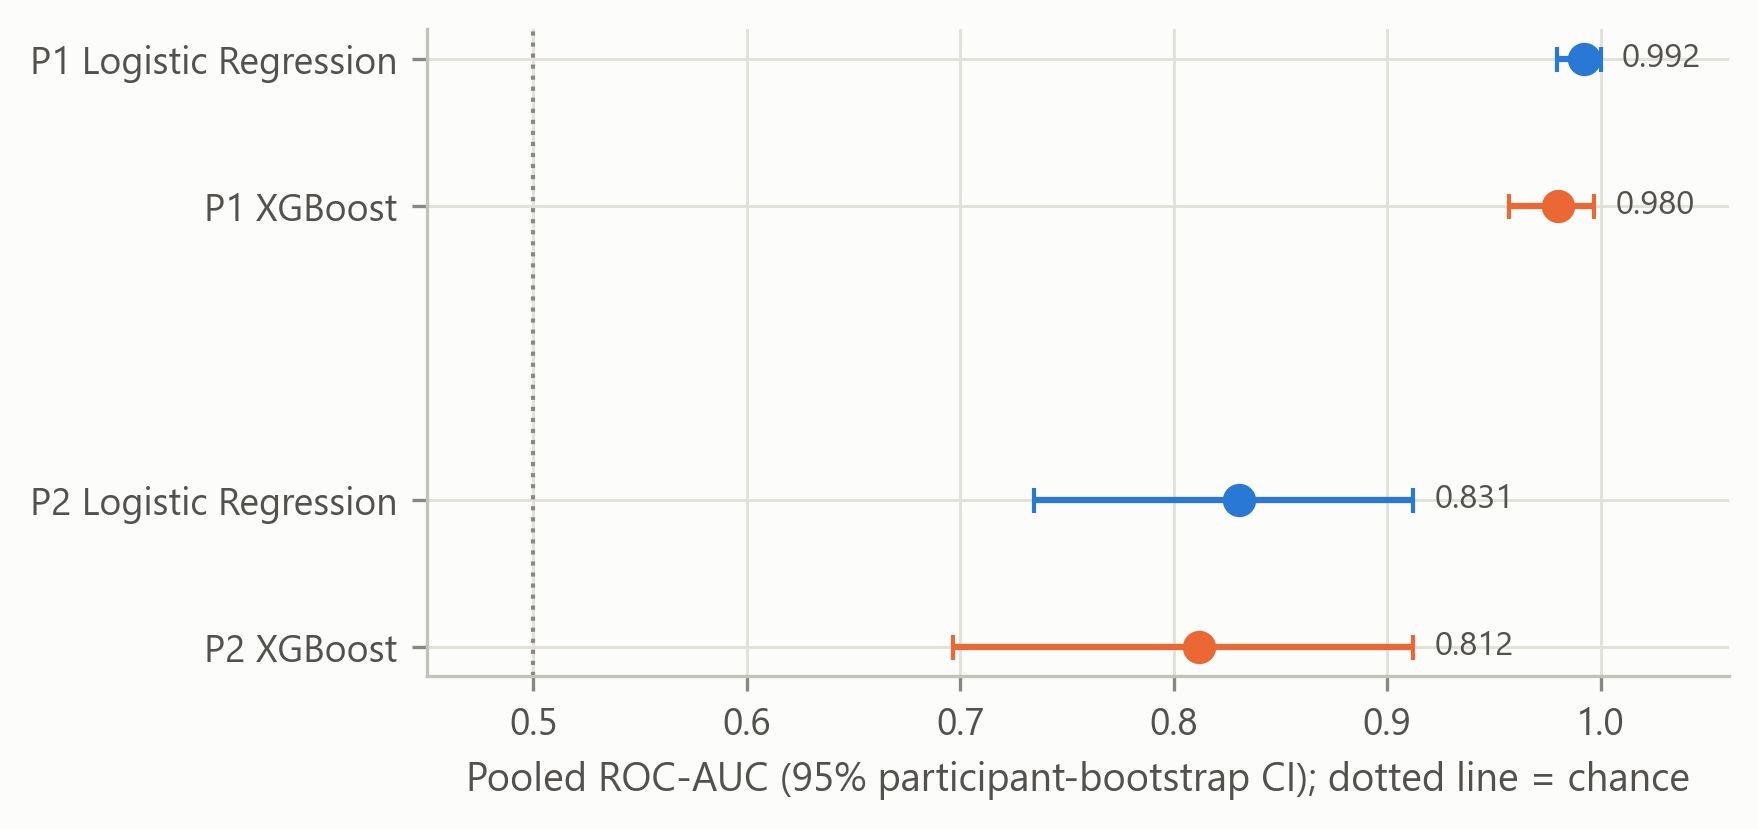 P1 Logistic Regression
0.992
P1 XGBoost
0.980
P2 Logistic Regression
0.831
P2 XGBoost
0.812
0.5 0.6 0.7 0.8 0.9 1.0
Pooled ROC-AUC (95% participant-bootstrap CI); dotted line = chance